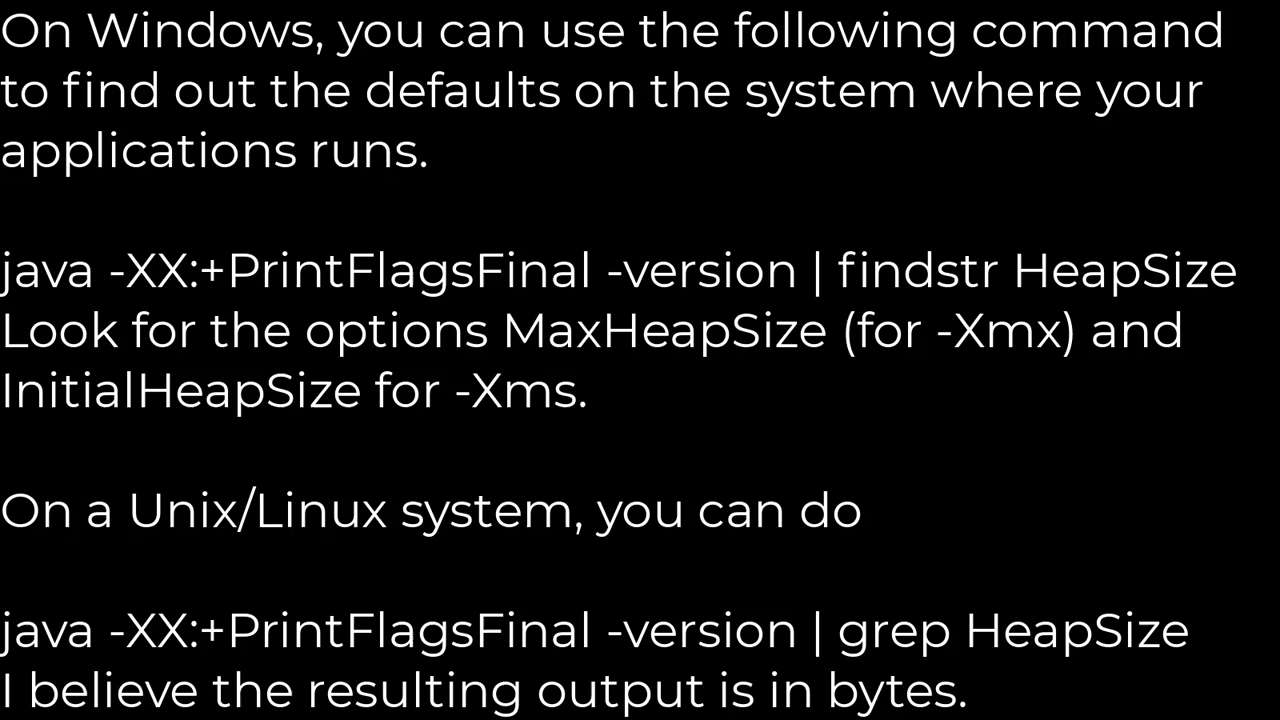 On Windows, you can use the following command
to find out the defaults on the system where your
applications runs.
java -XX:+PrintFlagsFinal -version | findstr HeapSize
Look for the options MaxHeapSize (for -Xmx) and
InitialHeapSize for -Xms.
On a Unix/Linux system, you can do
java -XX:+PrintFlagsFinal -version | grep HeapSize
I believe the resulting output is in bytes.